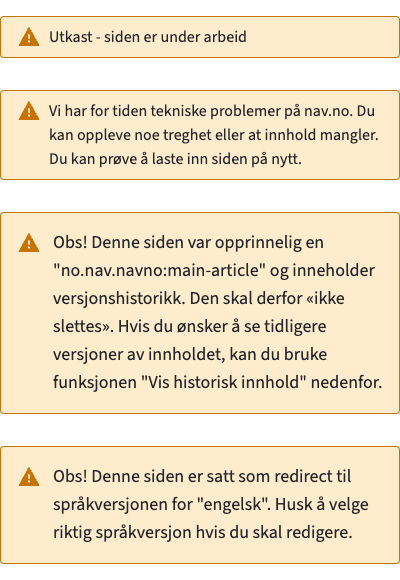 Utkast - siden er under arbeid
Vi har for tiden tekniske problemer på nav.no. Du
kan oppleve noe treghet eller at innhold mangler.
Du kan prøve å laste inn siden på nytt.
Obs! Denne siden var opprinnelig en
"no.nav.navno:main-article" og inneholder
versjonshistorikk. Den skal derfor «ikke
slettes». Hvis du ønsker å se tidligere
versjoner av innholdet, kan du bruke
funksjonen "Vis historisk innhold" nedenfor.
Obs! Denne siden er satt som redirect til
språkversjonen for "engelsk". Husk å velge
riktig språkversjon hvis du skal redigere.